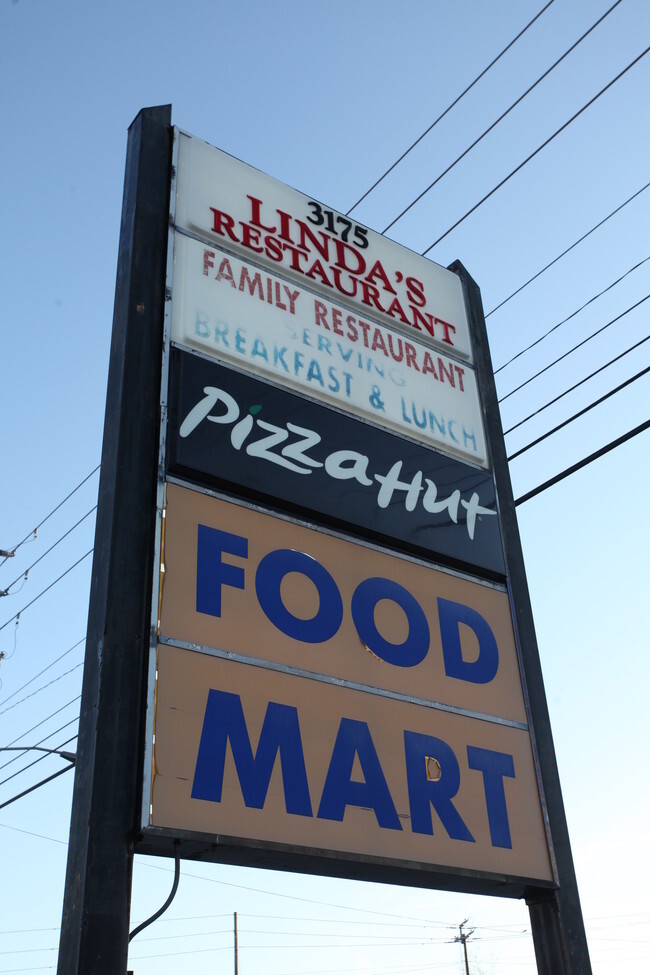 3175
LINDA'S
RESTAURANT
FAMILY RESTAURANT
SERVING
BREAKFAST & LUNCH
Pizza Hut
FOOD
MART